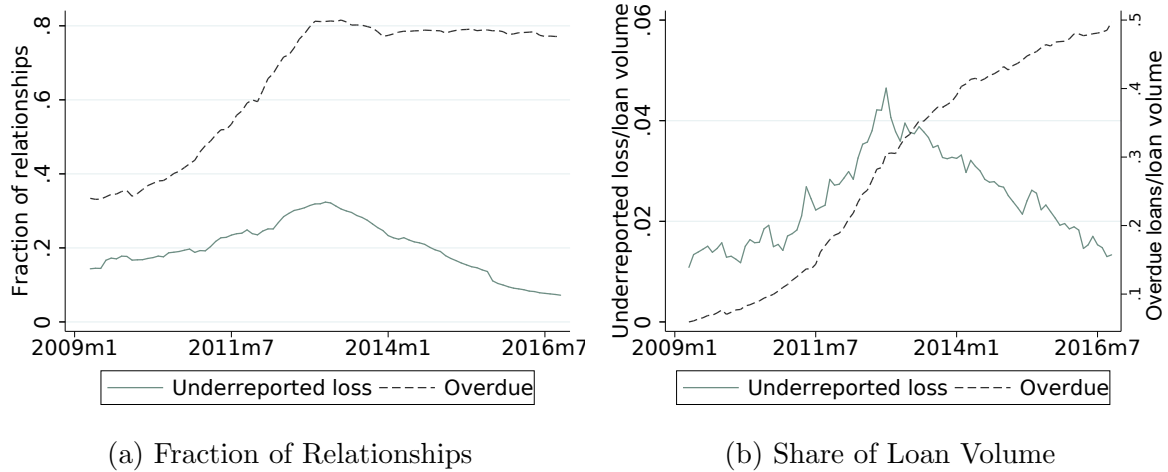 Fraction of relationships
0 .2 .4 .6 .8
2009m1 2011m7 2014m1 2016m7
Underreported loss Overdue
(a) Fraction of Relationships
Underreported loss/loan volume
0 .02 .04 .06
Overdue loans/loan volume
.1 .2 .3 .4 .5
2009m1 2011m7 2014m1 2016m7
Underreported loss Overdue
(b) Share of Loan Volume